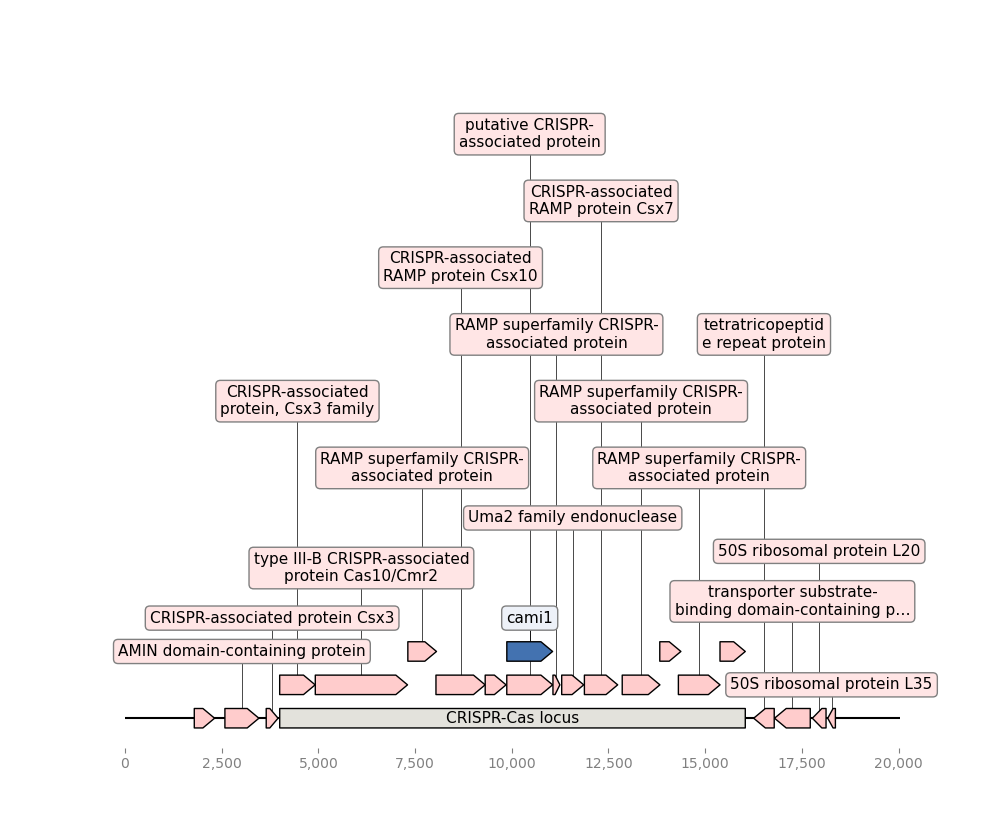 putative CRISPR-
associated protein
CRISPR-associated
RAMP protein Csx7
CRISPR-associated
RAMP protein Csx10
RAMP superfamily CRISPR-
associated protein
tetratricopeptid
e repeat protein
CRISPR-associated
protein, Csx3 family
RAMP superfamily CRISPR-
associated protein
RAMP superfamily CRISPR-
associated protein
RAMP superfamily CRISPR-
associated protein
Uma2 family endonuclease
50S ribosomal protein L20
type III-B CRISPR-associated
protein Cas10/Cmr2
transporter substrate-
binding domain-containing p...
CRISPR-associated protein Csx3
cami1
AMIN domain-containing protein
50S ribosomal protein L35
CRISPR-Cas locus
0 2,500 5,000 7,500 10,000 12,500 15,000 17,500 20,000